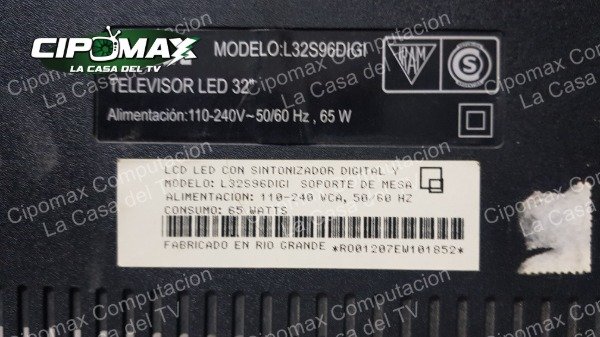 CIPOMAX
LA CASA DEL TV
MODELO:L32S96DIGI
IRAM
S
TELEVISOR LED 32"
Alimentación:110-240V~ 50/60 Hz , 65 W
LCD LED CON SINTONIZADOR DIGITAL Y
MODELO: L32S96DIGI SOPORTE DE MESA
ALIMENTACION: 110-240 VCA, 50/60 HZ
CONSUMO: 65 WATTS
FABRICADO EN RIO GRANDE *R001207EW101852*
Cipomax Computacion
La Casa del TV